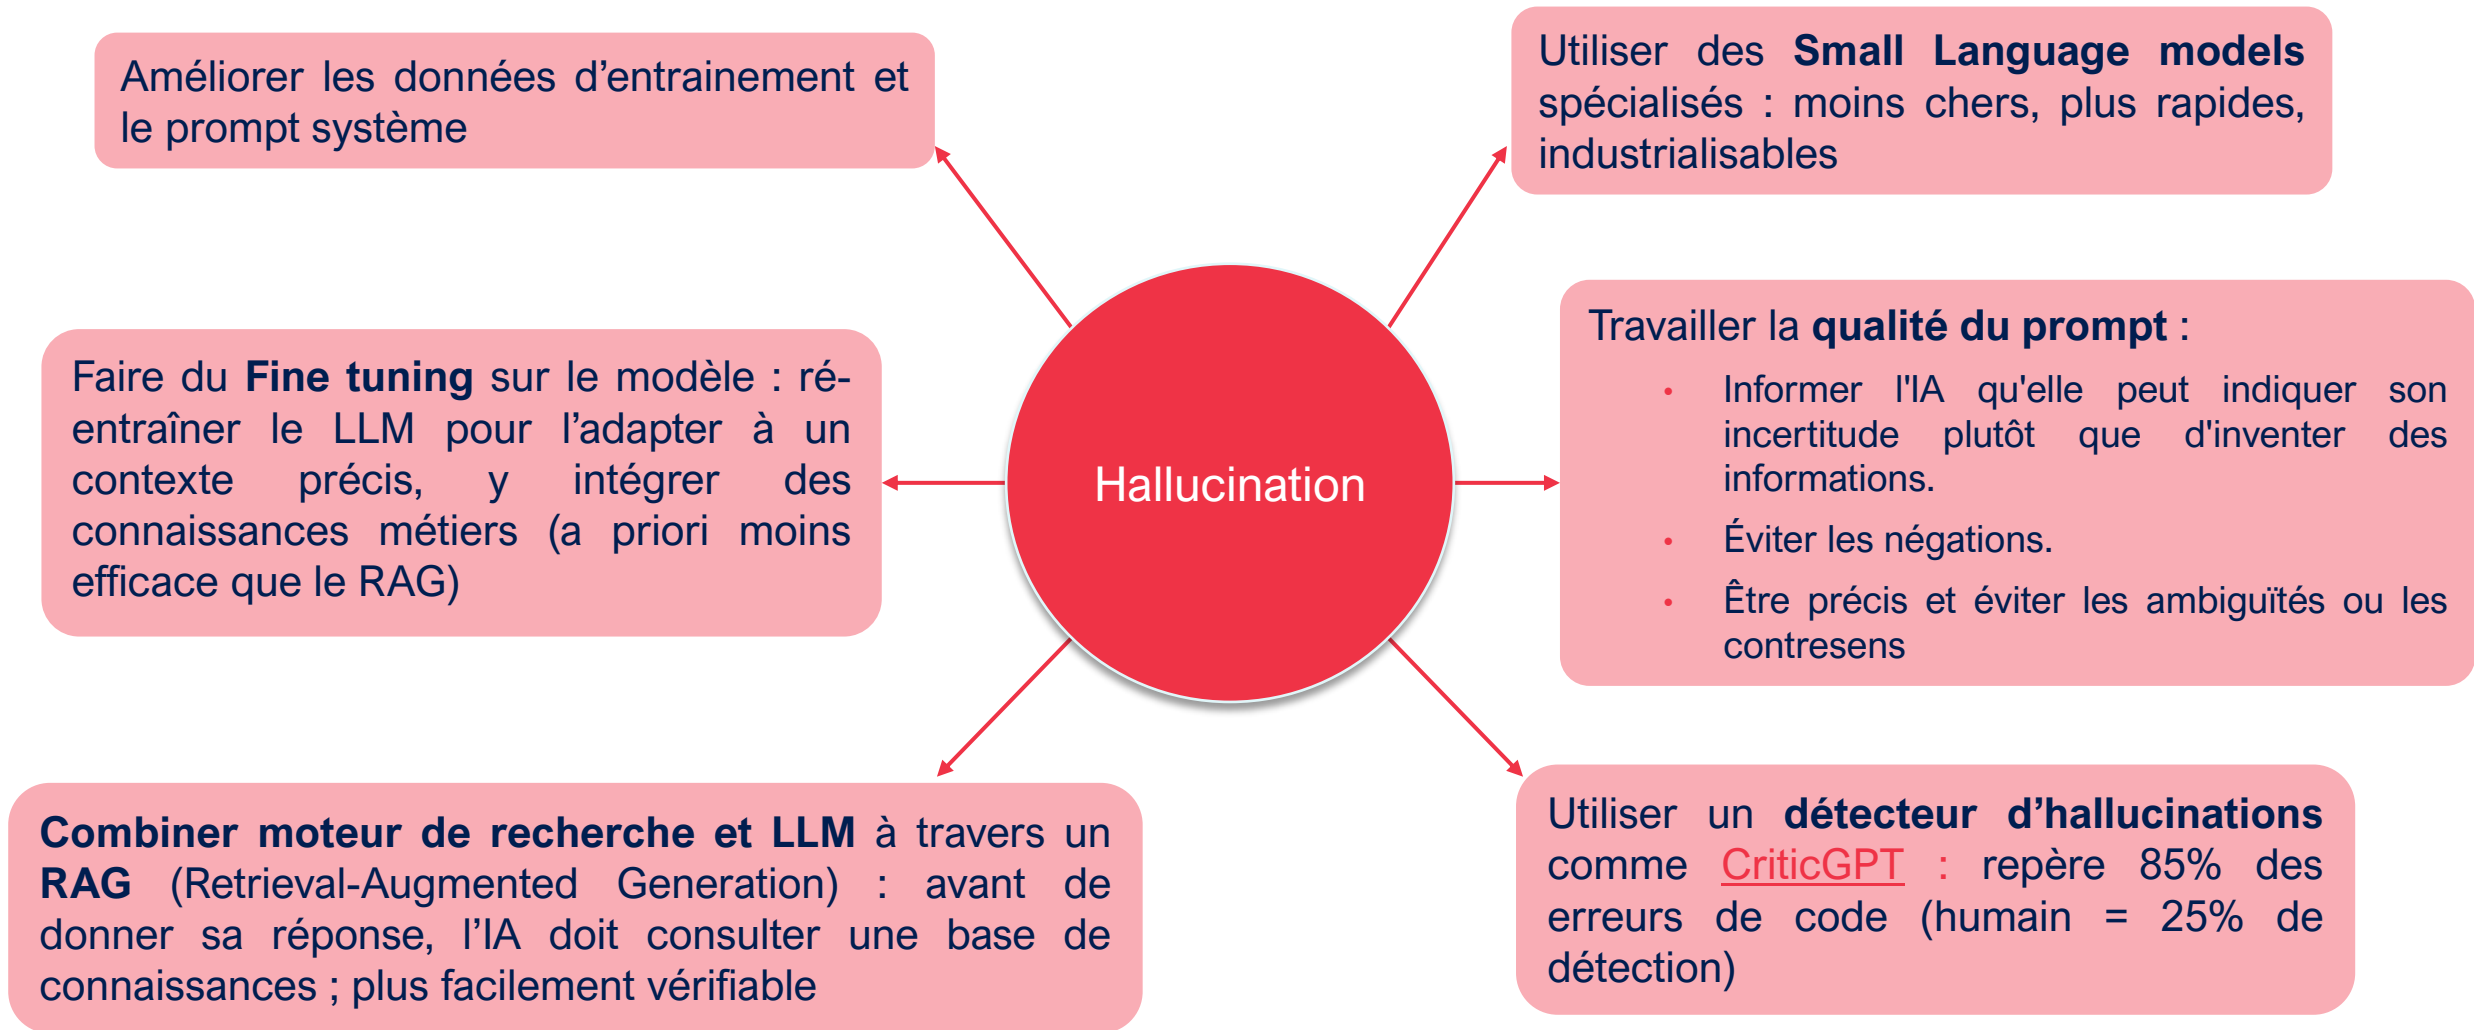 Améliorer les données d’entrainement et
le prompt système
Utiliser des Small Language models
spécialisés : moins chers, plus rapides,
industrialisables
Faire du Fine tuning sur le modèle : ré-
entraîner le LLM pour l’adapter à un
contexte précis, y intégrer des
connaissances métiers (a priori moins
efficace que le RAG)
Hallucination
Travailler la qualité du prompt :
• Informer l'IA qu'elle peut indiquer son
incertitude plutôt que d'inventer des
informations.
• Éviter les négations.
• Être précis et éviter les ambiguïtés ou les
contresens
Combiner moteur de recherche et LLM à travers un
RAG (Retrieval-Augmented Generation) : avant de
donner sa réponse, l’IA doit consulter une base de
connaissances ; plus facilement vérifiable
Utiliser un détecteur d’hallucinations
comme CriticGPT : repère 85% des
erreurs de code (humain = 25% de
détection)